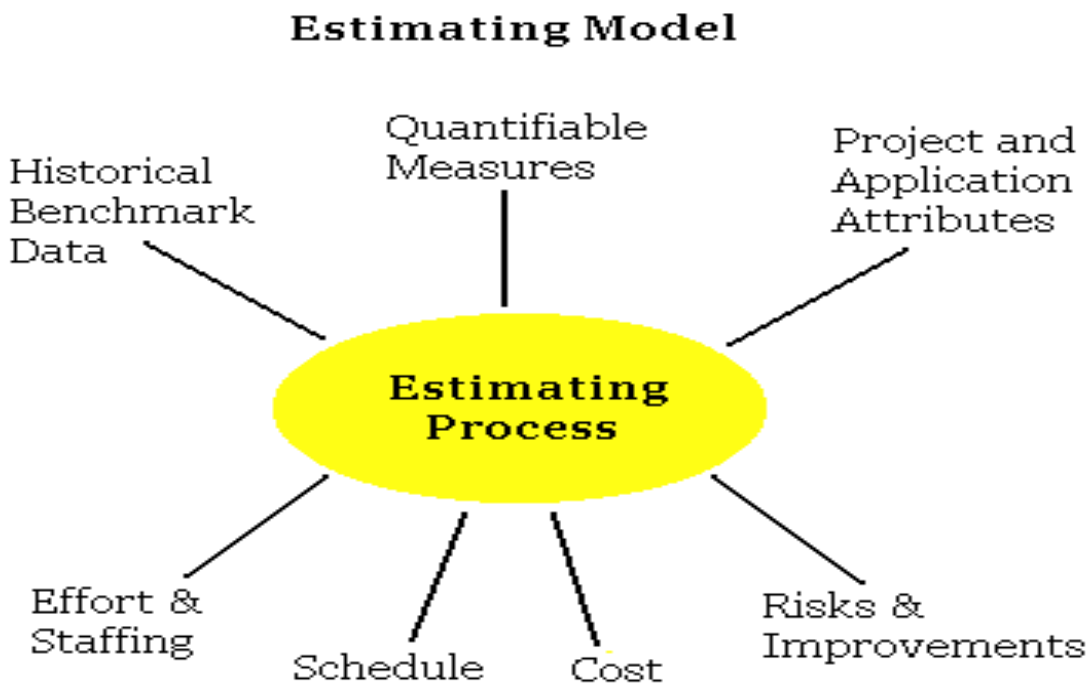 Estimating Model
Historical
Benchmark
Data
Quantifiable
Measures
Project and
Application
Attributes
Estimating
Process
Effort &
Staffing
Schedule
Cost
Risks &
Improvements